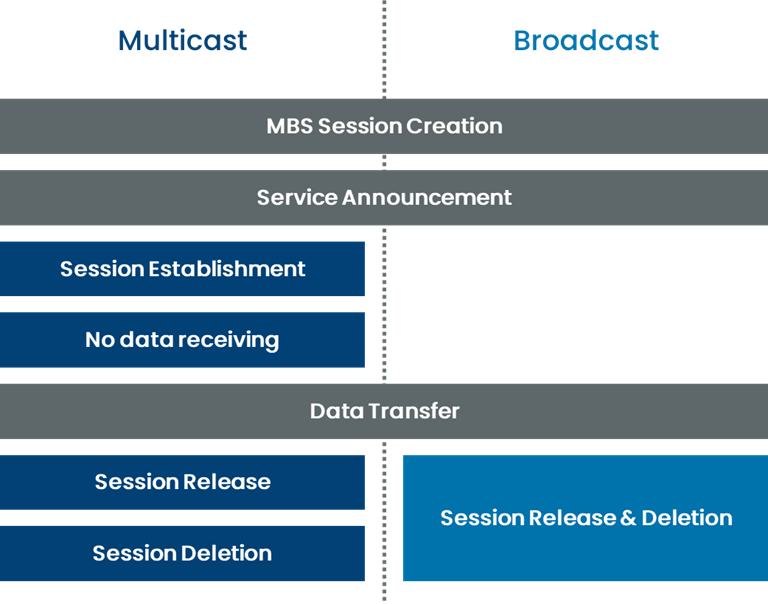 Multicast
Broadcast
MBS Session Creation
Service Announcement
Session Establishment
No data receiving
Data Transfer
Session Release
Session Release & Deletion
Session Deletion